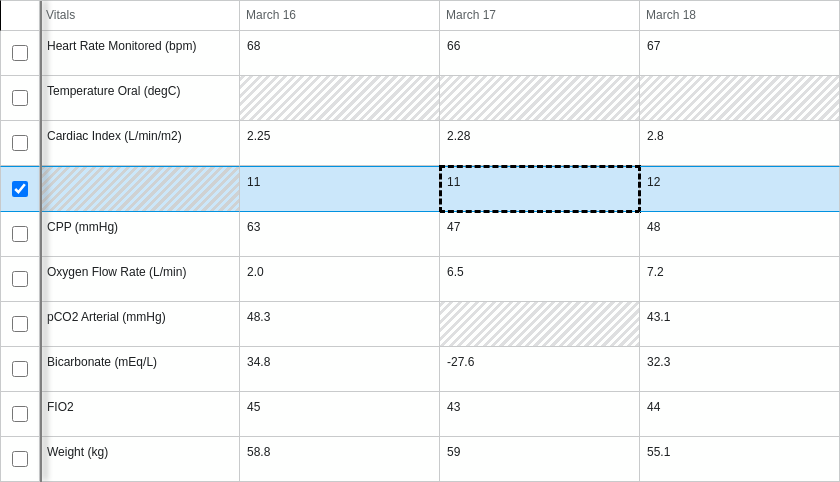 Vitals March 16 March 17 March 18
Heart Rate Monitored (bpm) 68 66 67
Temperature Oral (degC)
Cardiac Index (L/min/m2) 2.25 2.28 2.8
11 11 12
CPP (mmHg) 63 47 48
Oxygen Flow Rate (L/min) 2.0 6.5 7.2
pCO2 Arterial (mmHg) 48.3 43.1
Bicarbonate (mEq/L) 34.8 -27.6 32.3
FIO2 45 43 44
Weight (kg) 58.8 59 55.1